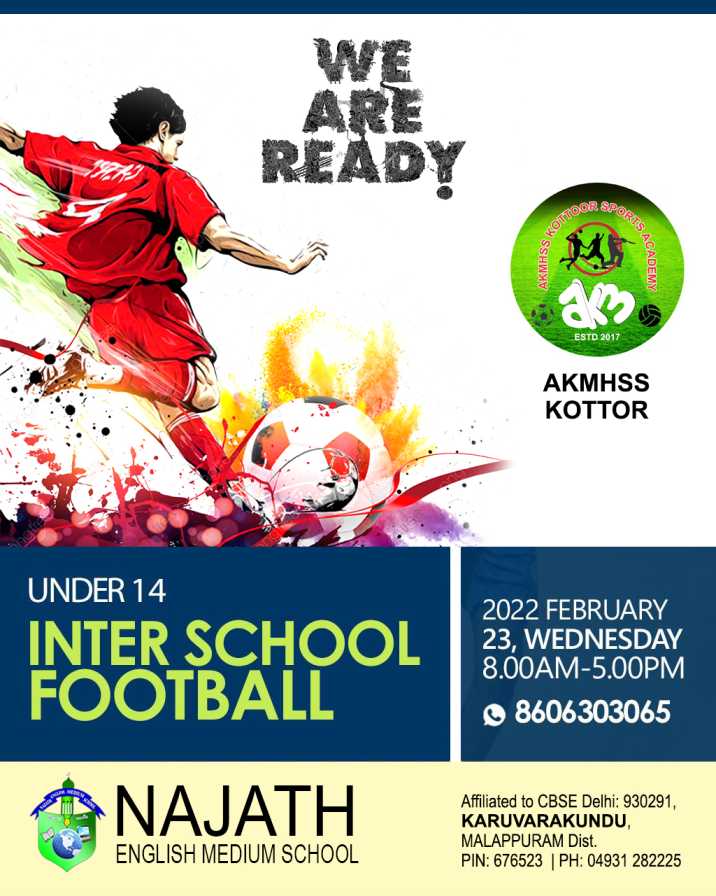 WE
ARE
READY
AKMHSS KOTTOOR SPORTS ACADEMY
akm
ESTD 2017
AKMHSS
KOTTOR
UNDER 14
INTER SCHOOL
FOOTBALL
2022 FEBRUARY
23, WEDNESDAY
8.00AM-5.00PM
8606303065
NAJATH
ENGLISH MEDIUM SCHOOL
Affiliated to CBSE Delhi: 930291,
KARUVARAKUNDU,
MALAPPURAM Dist.
PIN: 676523 | PH: 04931 282225